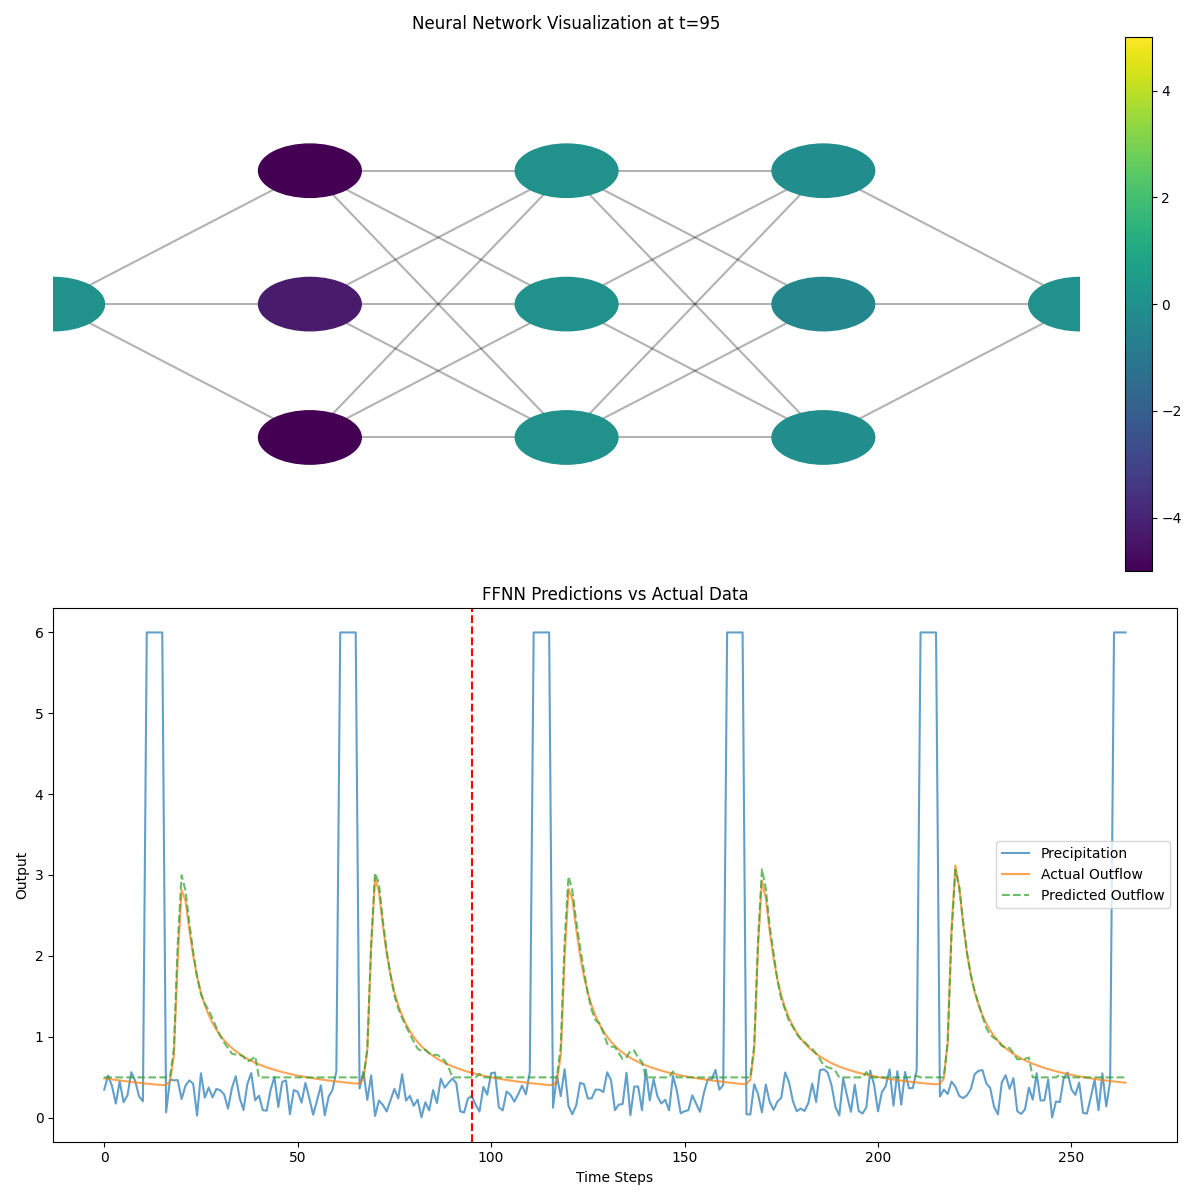 Neural Network Visualization at t=95
4
2
0
−2
−4
FFNN Predictions vs Actual Data
6
5
4
3
2
1
0
Output
Precipitation
Actual Outflow
Predicted Outflow
0 50 100 150 200 250
Time Steps